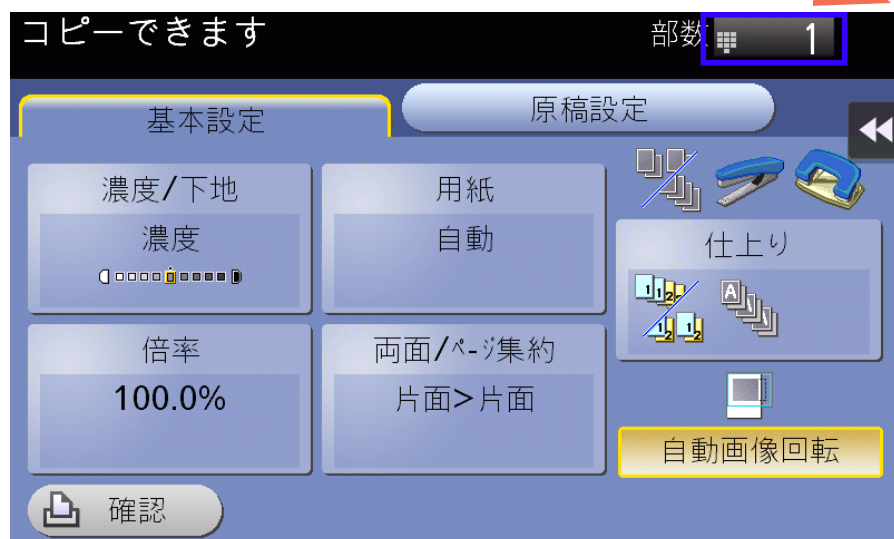 コピーできます
部数 1
基本設定
原稿設定
濃度/下地
濃度
用紙
自動
仕上り
倍率
100.0%
両面/ﾍﾟｰｼﾞ集約
片面>片面
自動画像回転
確認